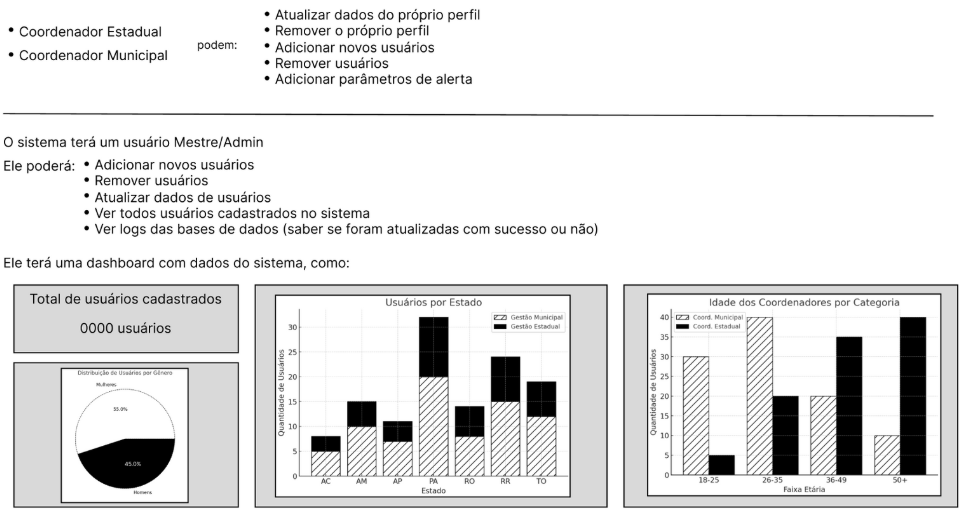 • Coordenador Estadual
• Coordenador Municipal
podem:
• Atualizar dados do próprio perfil
• Remover o próprio perfil
• Adicionar novos usuários
• Remover usuários
• Adicionar parâmetros de alerta
O sistema terá um usuário Mestre/Admin
Ele poderá:
• Adicionar novos usuários
• Remover usuários
• Atualizar dados de usuários
• Ver todos usuários cadastrados no sistema
• Ver logs das bases de dados (saber se foram atualizadas com sucesso ou não)
Ele terá uma dashboard com dados do sistema, como:
Total de usuários cadastrados
0000 usuários
Distribuição de Usuários por Gênero
Mulheres
55.0%
45.0%
Homens
Usuários por Estado
Gestão Municipal
Gestão Estadual
Quantidade de Usuários
30
25
20
15
10
5
0
AC AM AP PA RO RR TO
Estado
Idade dos Coordenadores por Categoria
Coord. Municipal
Coord. Estadual
Quantidade de Usuários
40
35
30
25
20
15
10
5
0
18-25 26-35 36-49 50+
Faixa Etária